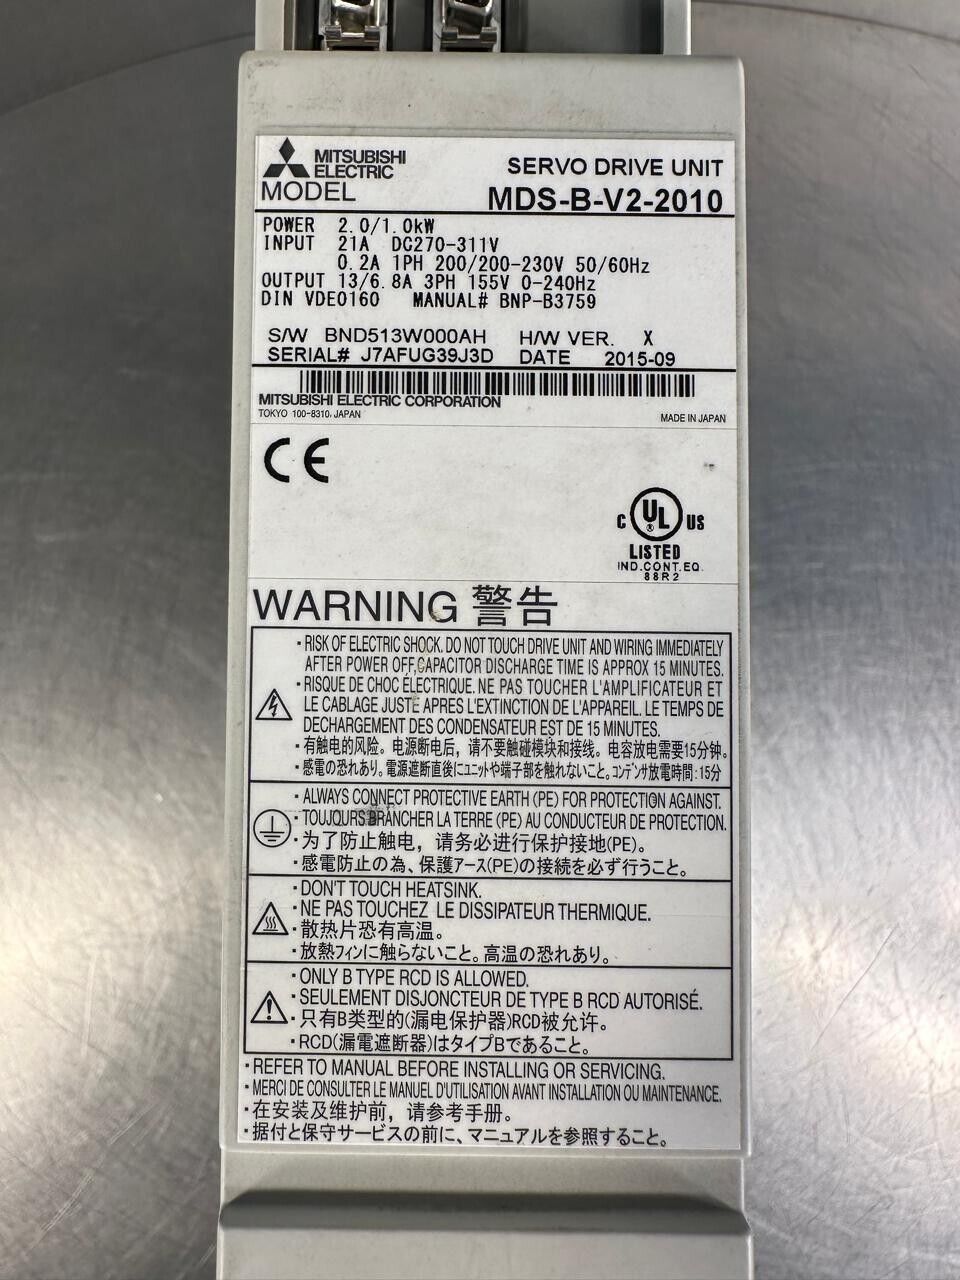 MITSUBISHI
ELECTRIC
SERVO DRIVE UNIT
MODEL MDS-B-V2-2010
POWER 2.0/1.0kW
INPUT 21A DC270-311V
0.2A 1PH 200/200-230V 50/60Hz
OUTPUT 13/6.8A 3PH 155V 0-240Hz
DIN VDE0160 MANUAL# BNP-B3759
S/W BND513W000AH H/W VER. X
SERIAL# J7AFUG39J3D DATE 2015-09
MITSUBISHI ELECTRIC CORPORATION
TOKYO 100-8310, JAPAN MADE IN JAPAN
CE
C UL US
®
LISTED
IND.CONT.EQ.
88R2
WARNING 警告
・RISK OF ELECTRIC SHOCK. DO NOT TOUCH DRIVE UNIT AND WIRING IMMEDIATELY
AFTER POWER OFF,CAPACITOR DISCHARGE TIME IS APPROX 15 MINUTES.
・RISQUE DE CHOC ÉLECTRIQUE. NE PAS TOUCHER L'AMPLIFICATEUR ET
LE CABLAGE JUSTE APRES L'EXTINCTION DE L'APPAREIL. LE TEMPS DE
DECHARGEMENT DES CONDENSATEUR EST DE 15 MINUTES.
・有触电的风险。电源断电后，请不要触碰模块和接线。电容放电需要15分钟。
・感電の恐れあり。電源遮断直後にユニットや端子部を触れないこと。コンデンサ放電時間:15分
・ALWAYS CONNECT PROTECTIVE EARTH (PE) FOR PROTECTION AGAINST.
・TOUJOURS BRANCHER LA TERRE (PE) AU CONDUCTEUR DE PROTECTION.
・为了防止触电，请务必进行保护接地(PE)。
・感電防止の為、保護アース(PE)の接続を必ず行うこと。
・DON'T TOUCH HEATSINK.
・NE PAS TOUCHEZ LE DISSIPATEUR THERMIQUE.
・散热片恐有高温。
・放熱フィンに触らないこと。高温の恐れあり。
・ONLY B TYPE RCD IS ALLOWED.
・SEULEMENT DISJONCTEUR DE TYPE B RCD AUTORISÉ.
・只有B类型的(漏电保护器)RCD被允许。
・RCD(漏電遮断器)はタイプBであること。
・REFER TO MANUAL BEFORE INSTALLING OR SERVICING.
・MERCI DE CONSULTER LE MANUEL D'UTILISATION AVANT INSTALLATION OU MAINTENANCE.
・在安装及维护前，请参考手册。
・据付と保守サービスの前に、マニュアルを参照すること。